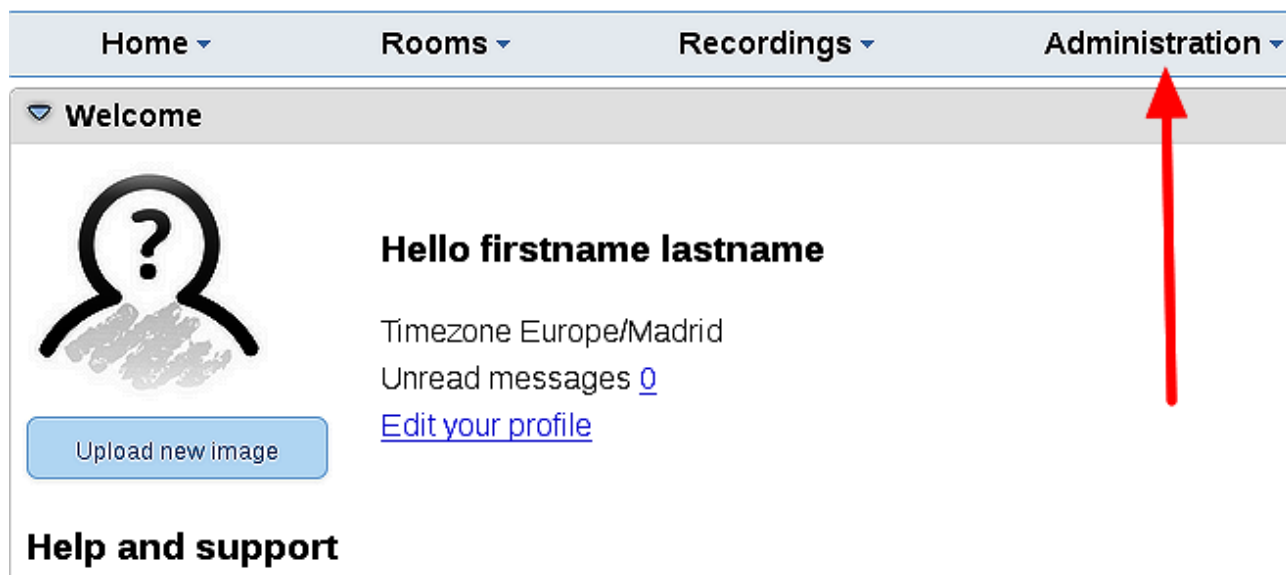 Home Rooms Recordings Administration
Welcome
?
Hello firstname lastname
Timezone Europe/Madrid
Unread messages 0
Edit your profile
Upload new image
Help and support